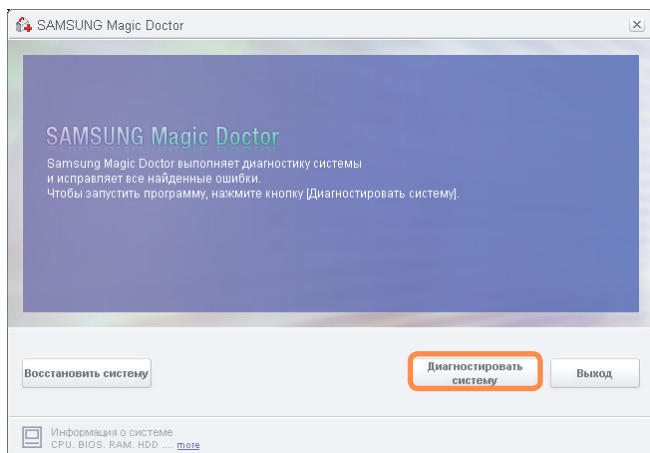 SAMSUNG Magic Doctor
SAMSUNG Magic Doctor
Samsung Magic Doctor выполняет диагностику системы
и исправляет все найденные ошибки.
Чтобы запустить программу, нажмите кнопку [Диагностировать систему].
Восстановить систему
Диагностировать
систему
Выход
Информация о системе
CPU. BIOS. RAM. HDD .... more